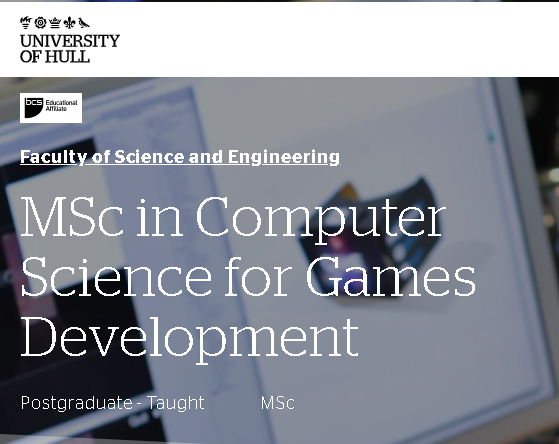 UNIVERSITY
OF HULL
bcs Educational
Affiliate
Faculty of Science and Engineering
MSc in Computer
Science for Games
Development
Postgraduate - Taught MSc